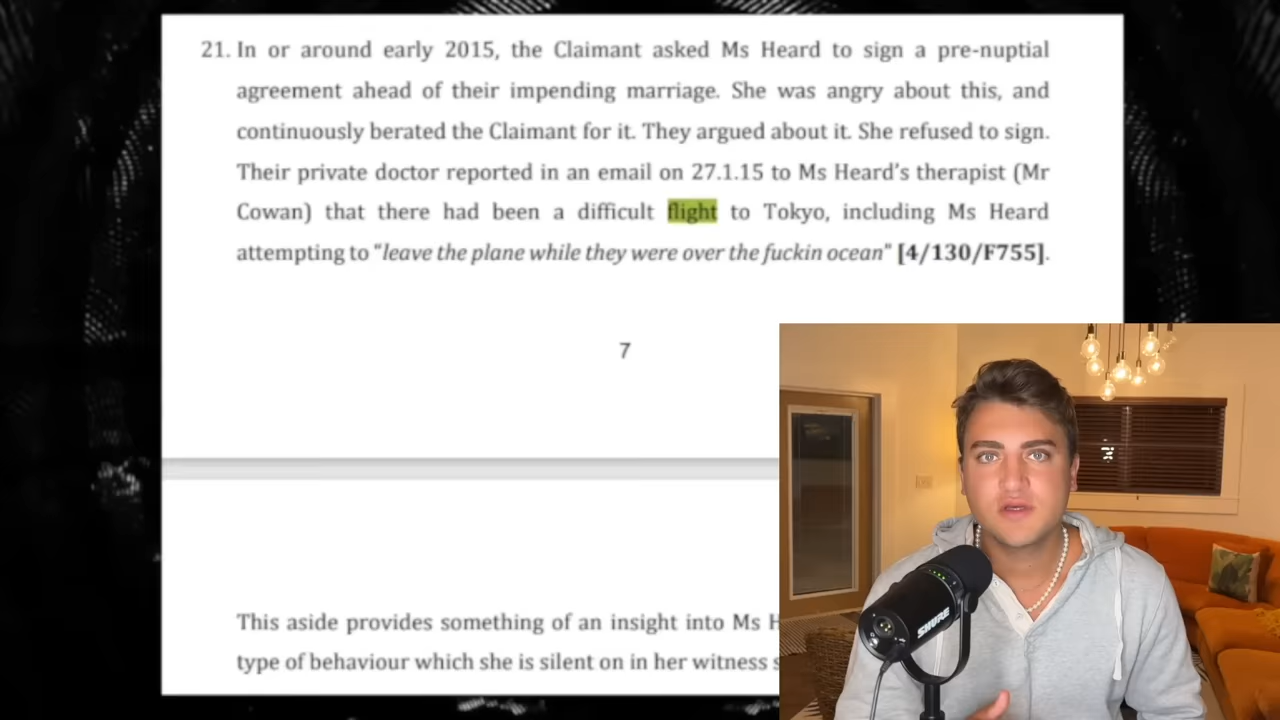 21. In or around early 2015, the Claimant asked Ms Heard to sign a pre-nuptial
agreement ahead of their impending marriage. She was angry about this, and
continuously berated the Claimant for it. They argued about it. She refused to sign.
Their private doctor reported in an email on 27.1.15 to Ms Heard's therapist (Mr
Cowan) that there had been a difficult flight to Tokyo, including Ms Heard
attempting to "leave the plane while they were over the fuckin ocean" [4/130/F755].
7
This aside provides something of an insight into Ms H
type of behaviour which she is silent on in her witness s
SHURE